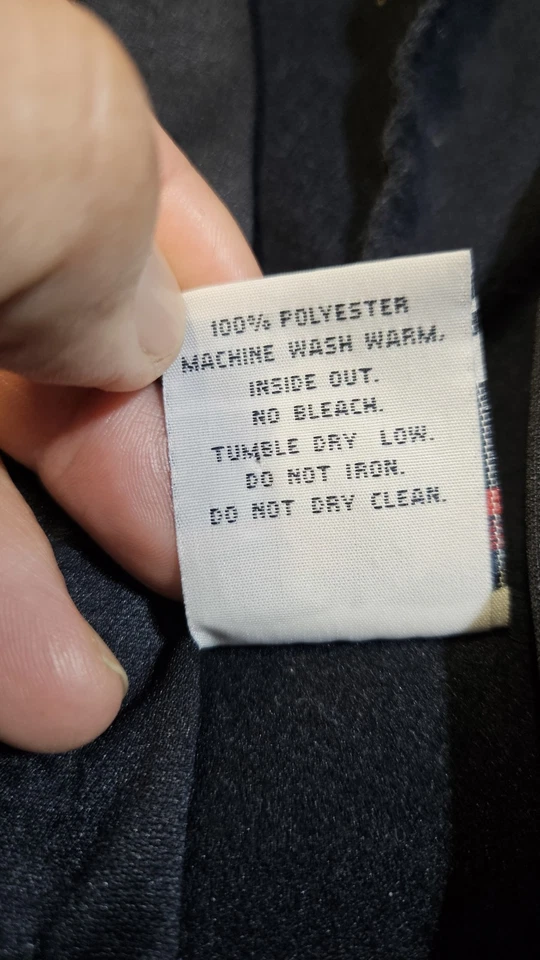 100% POLYESTER
MACHINE WASH WARM,
INSIDE OUT.
NO BLEACH.
TUMBLE DRY LOW.
DO NOT IRON.
DO NOT DRY CLEAN.